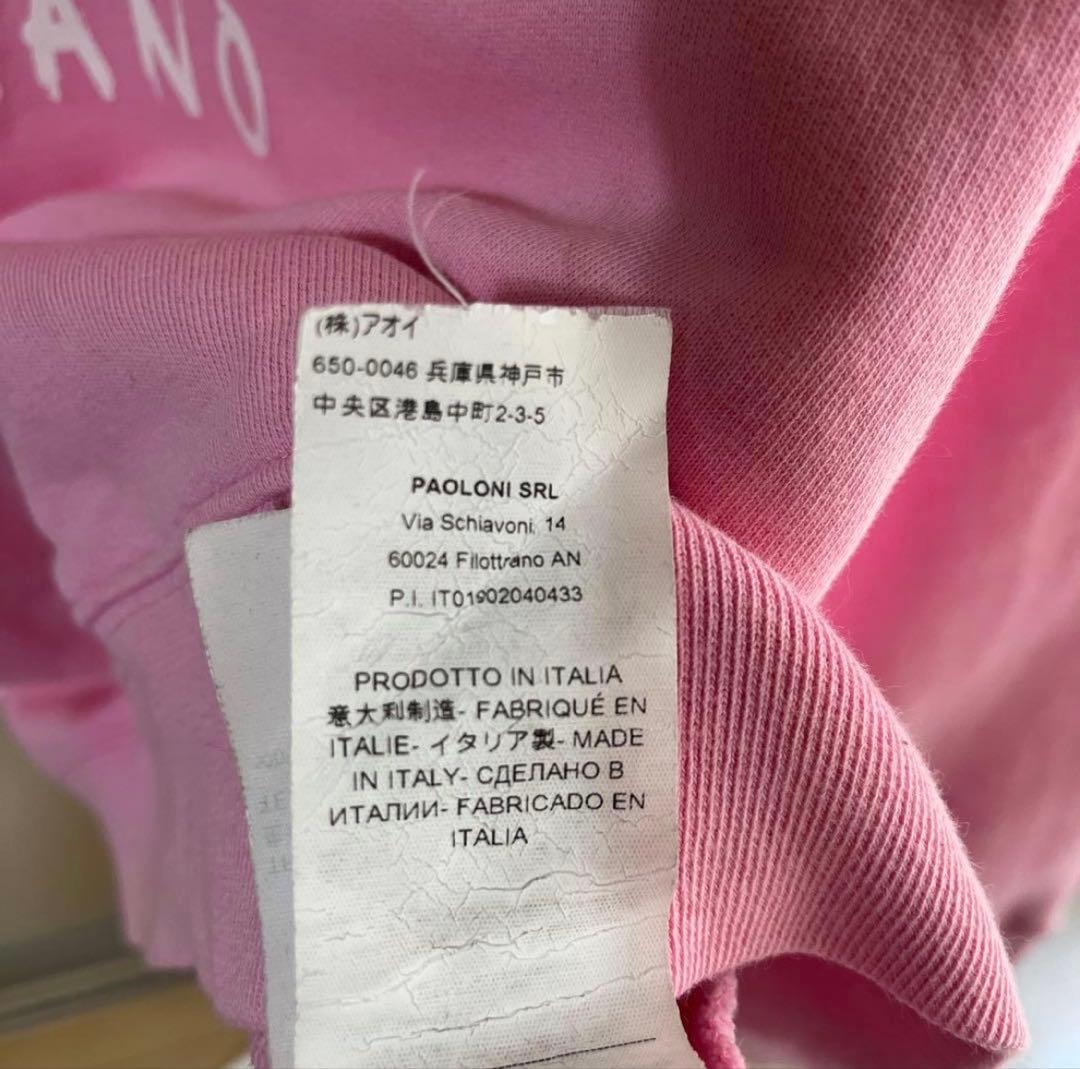 ANO
(株)アオイ
650-0046 兵庫県神戸市
中央区港島中町2-3-5
PAOLONI SRL
Via Schiavoni, 14
60024 Filottrano AN
P.I. IT01902040433
PRODOTTO IN ITALIA
意大利制造- FABRIQUÉ EN
ITALIE- イタリア製- MADE
IN ITALY- СДЕЛАНО В
ИТАЛИИ- FABRICADO EN
ITALIA